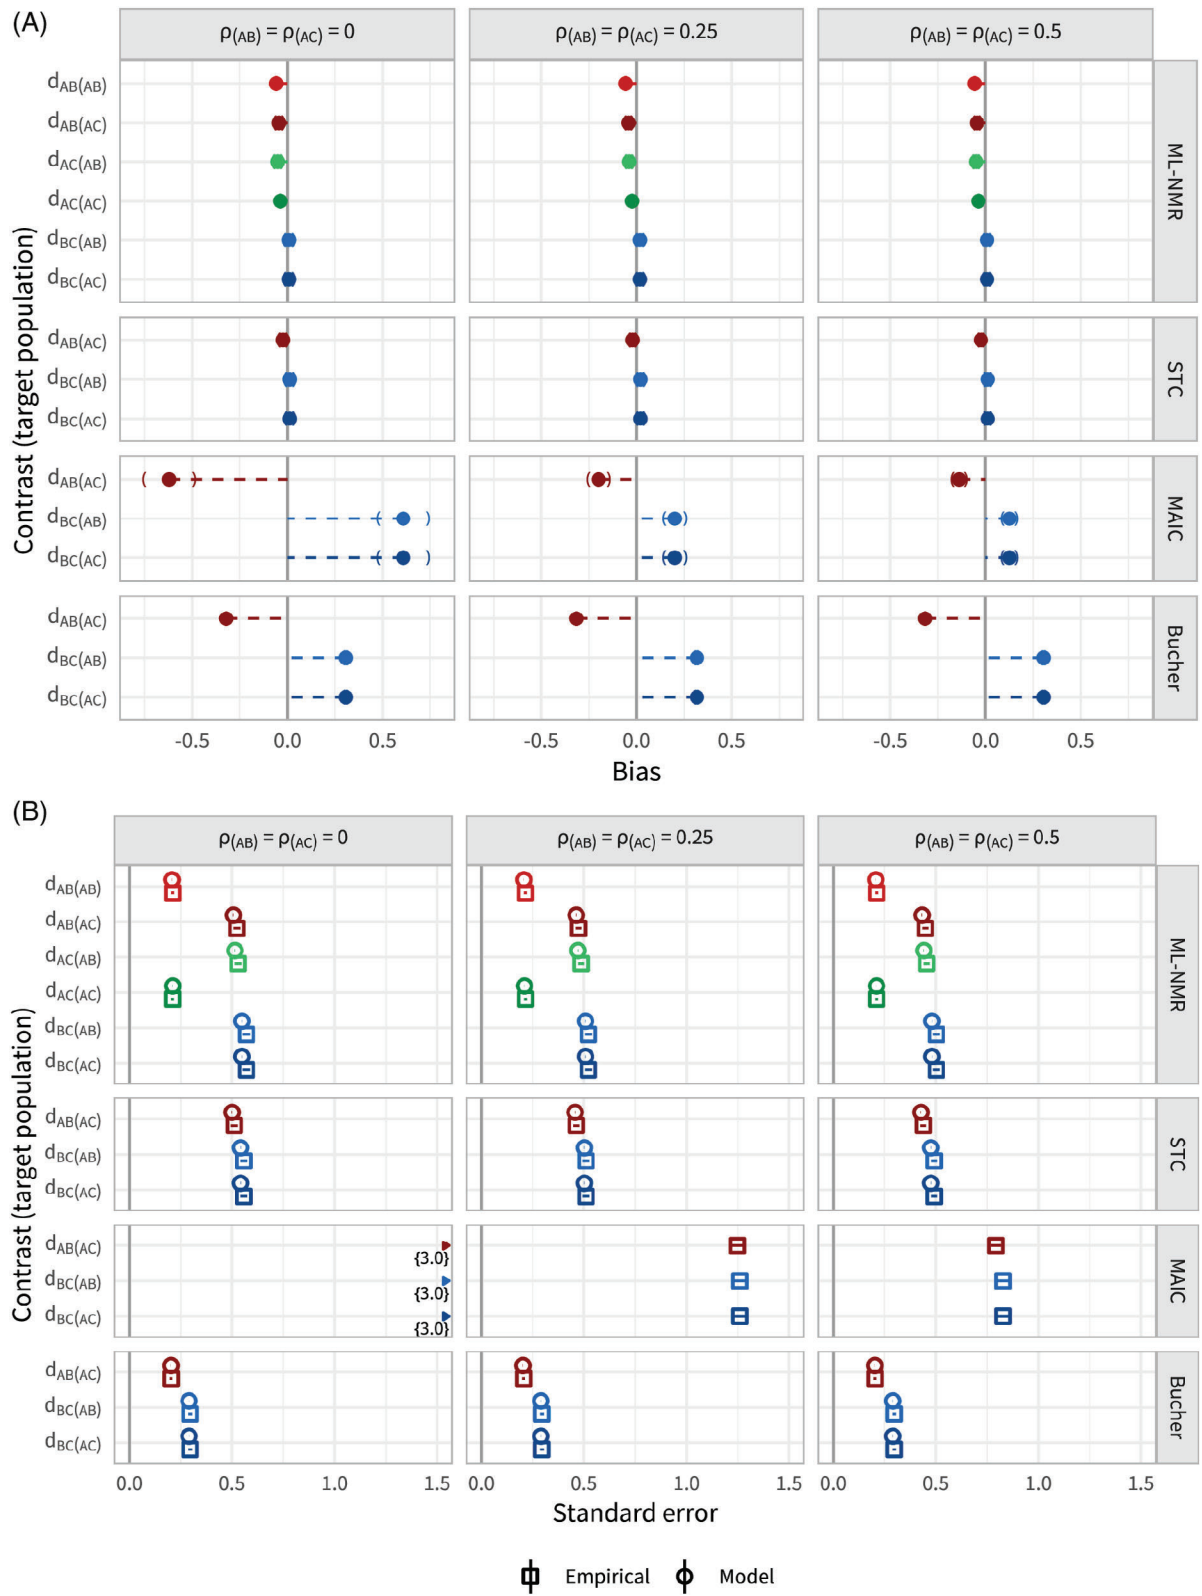 (A)
ρ(AB) = ρ(AC) = 0
ρ(AB) = ρ(AC) = 0.25
ρ(AB) = ρ(AC) = 0.5
Contrast (target population)
dAB(AB)
dAB(AC)
dAC(AB)
dAC(AC)
dBC(AB)
dBC(AC)
ML-NMR
dAB(AC)
dBC(AB)
dBC(AC)
STC
dAB(AC)
dBC(AB)
dBC(AC)
MAIC
dAB(AC)
dBC(AB)
dBC(AC)
Bucher
-0.5 0.0 0.5
-0.5 0.0 0.5
-0.5 0.0 0.5
Bias
(B)
ρ(AB) = ρ(AC) = 0
ρ(AB) = ρ(AC) = 0.25
ρ(AB) = ρ(AC) = 0.5
Contrast (target population)
dAB(AB)
dAB(AC)
dAC(AB)
dAC(AC)
dBC(AB)
dBC(AC)
ML-NMR
dAB(AC)
dBC(AB)
dBC(AC)
STC
dAB(AC)
{3.0}
dBC(AB)
{3.0}
dBC(AC)
{3.0}
MAIC
dAB(AC)
dBC(AB)
dBC(AC)
Bucher
0.0 0.5 1.0 1.5
0.0 0.5 1.0 1.5
0.0 0.5 1.0 1.5
Standard error
Empirical
Model